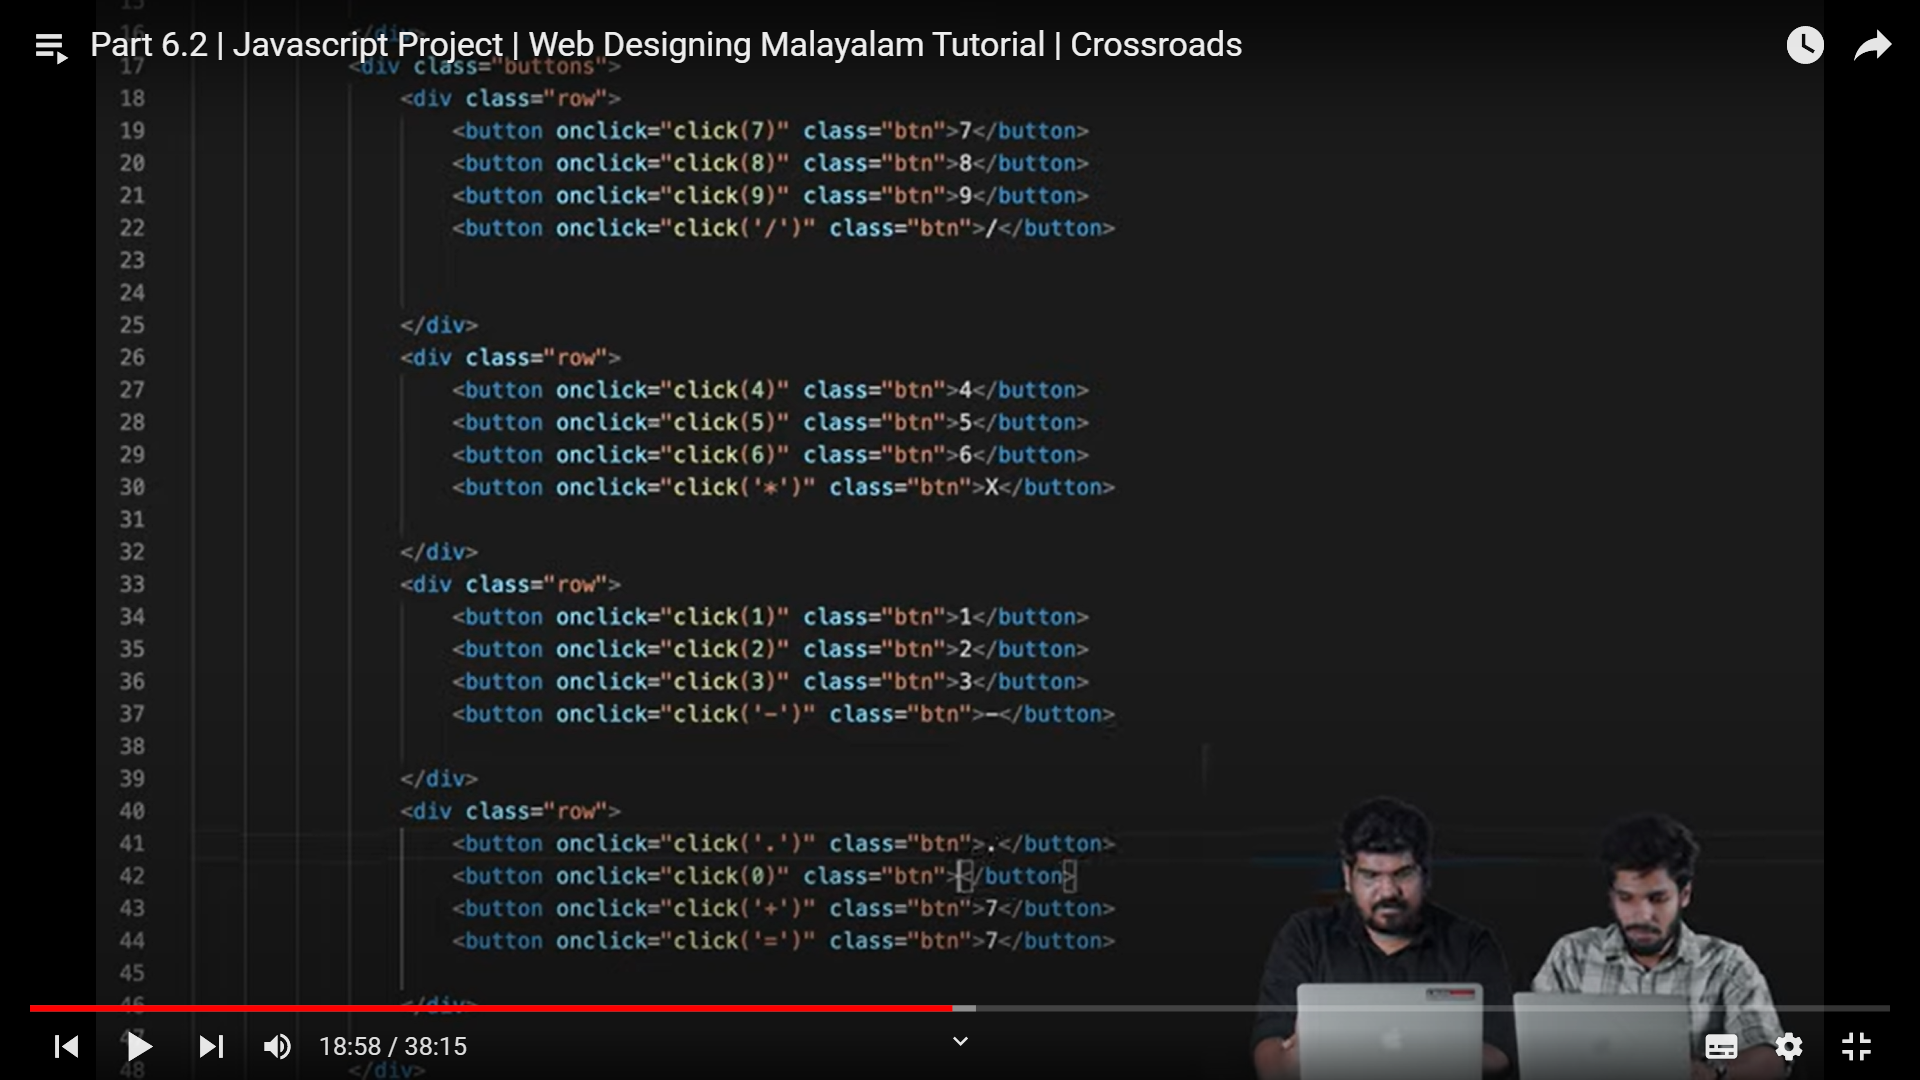 15
16 </div>
Part 6.2 | Javascript Project | Web Designing Malayalam Tutorial | Crossroads
17 <div class="buttons">
18 <div class="row">
19 <button onclick="click(7)" class="btn">7</button>
20 <button onclick="click(8)" class="btn">8</button>
21 <button onclick="click(9)" class="btn">9</button>
22 <button onclick="click('/')" class="btn">/</button>
23
24
25 </div>
26 <div class="row">
27 <button onclick="click(4)" class="btn">4</button>
28 <button onclick="click(5)" class="btn">5</button>
29 <button onclick="click(6)" class="btn">6</button>
30 <button onclick="click('*')" class="btn">X</button>
31
32 </div>
33 <div class="row">
34 <button onclick="click(1)" class="btn">1</button>
35 <button onclick="click(2)" class="btn">2</button>
36 <button onclick="click(3)" class="btn">3</button>
37 <button onclick="click('-')" class="btn">-</button>
38
39 </div>
40 <div class="row">
41 <button onclick="click('.')" class="btn">.</button>
42 <button onclick="click(0)" class="btn"></button>
43 <button onclick="click('+')" class="btn">7</button>
44 <button onclick="click('=')" class="btn">7</button>
45
46 </div>
47
18:58 / 38:15
48 </div>